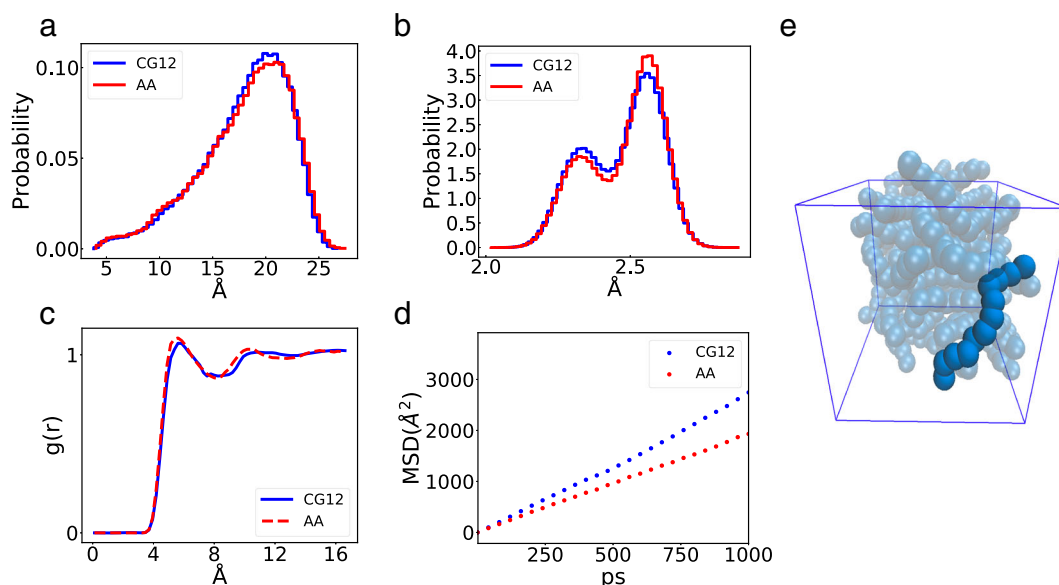 a
CG12
AA
Probability
0.10
0.05
0.00
5
10
15
20
25
Å
b
CG12
AA
Probability
4.0
3.5
3.0
2.5
2.0
1.5
1.0
0.5
0.0
2.0
2.5
Å
c
g(r)
1
0
CG12
AA
0
4
8
12
16
Å
d
CG12
AA
MSD(Å²)
3000
2000
1000
0
250
500
750
1000
ps
e